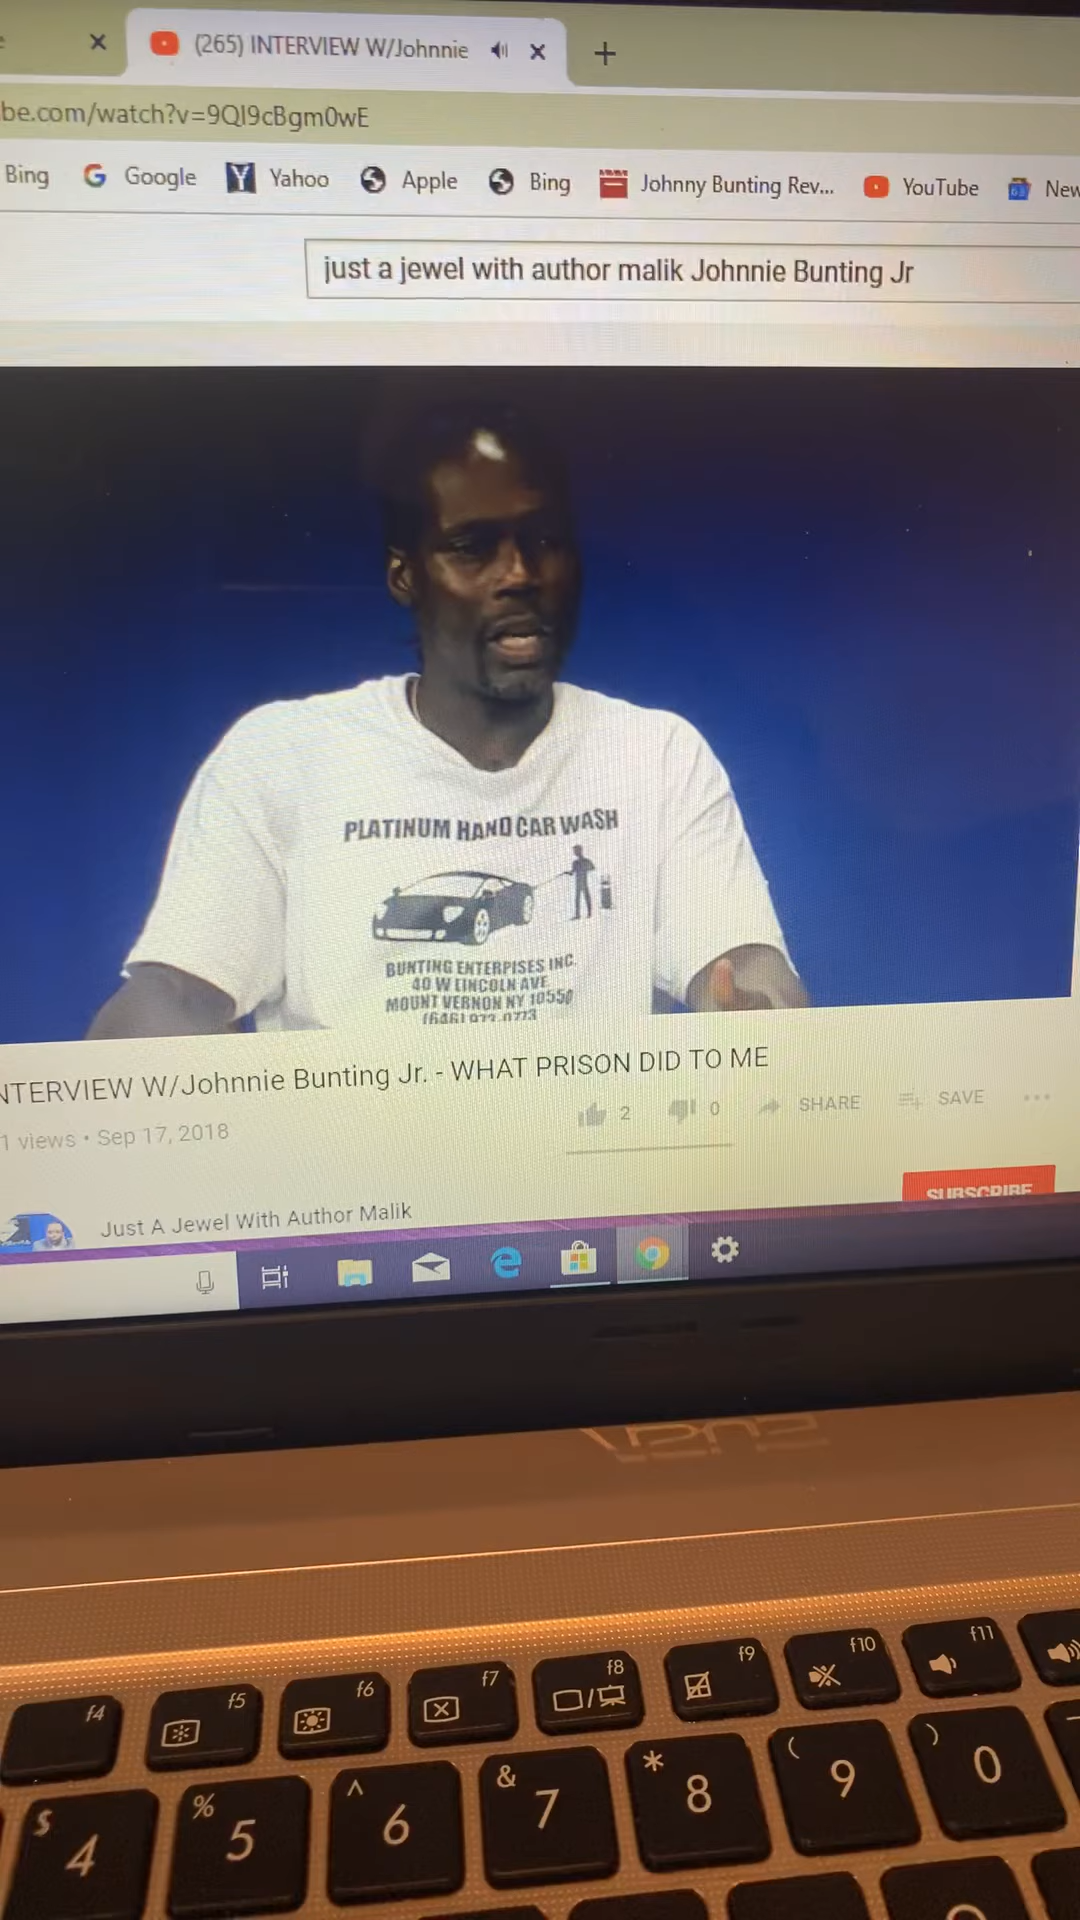 (265) INTERVIEW W/Johnnie
be.com/watch?v=9QI9cBgm0wE
Bing Google Yahoo Apple Bing Johnny Bunting Rev... YouTube New
just a jewel with author malik Johnnie Bunting Jr
PLATINUM HAND CAR WASH
BUNTING ENTERPISES INC.
40 W LINCOLN AVE
MOUNT VERNON NY 10550
(646) 922-0773
NTERVIEW W/Johnnie Bunting Jr. - WHAT PRISON DID TO ME
1 views • Sep 17, 2018
2 0 SHARE SAVE
SUBSCRIBE
Just A Jewel With Author Malik
f4 f5 f6 f7 f8 f9 f10 f11
$ 4 % 5 ^ 6 & 7 * 8 ( 9 ) 0